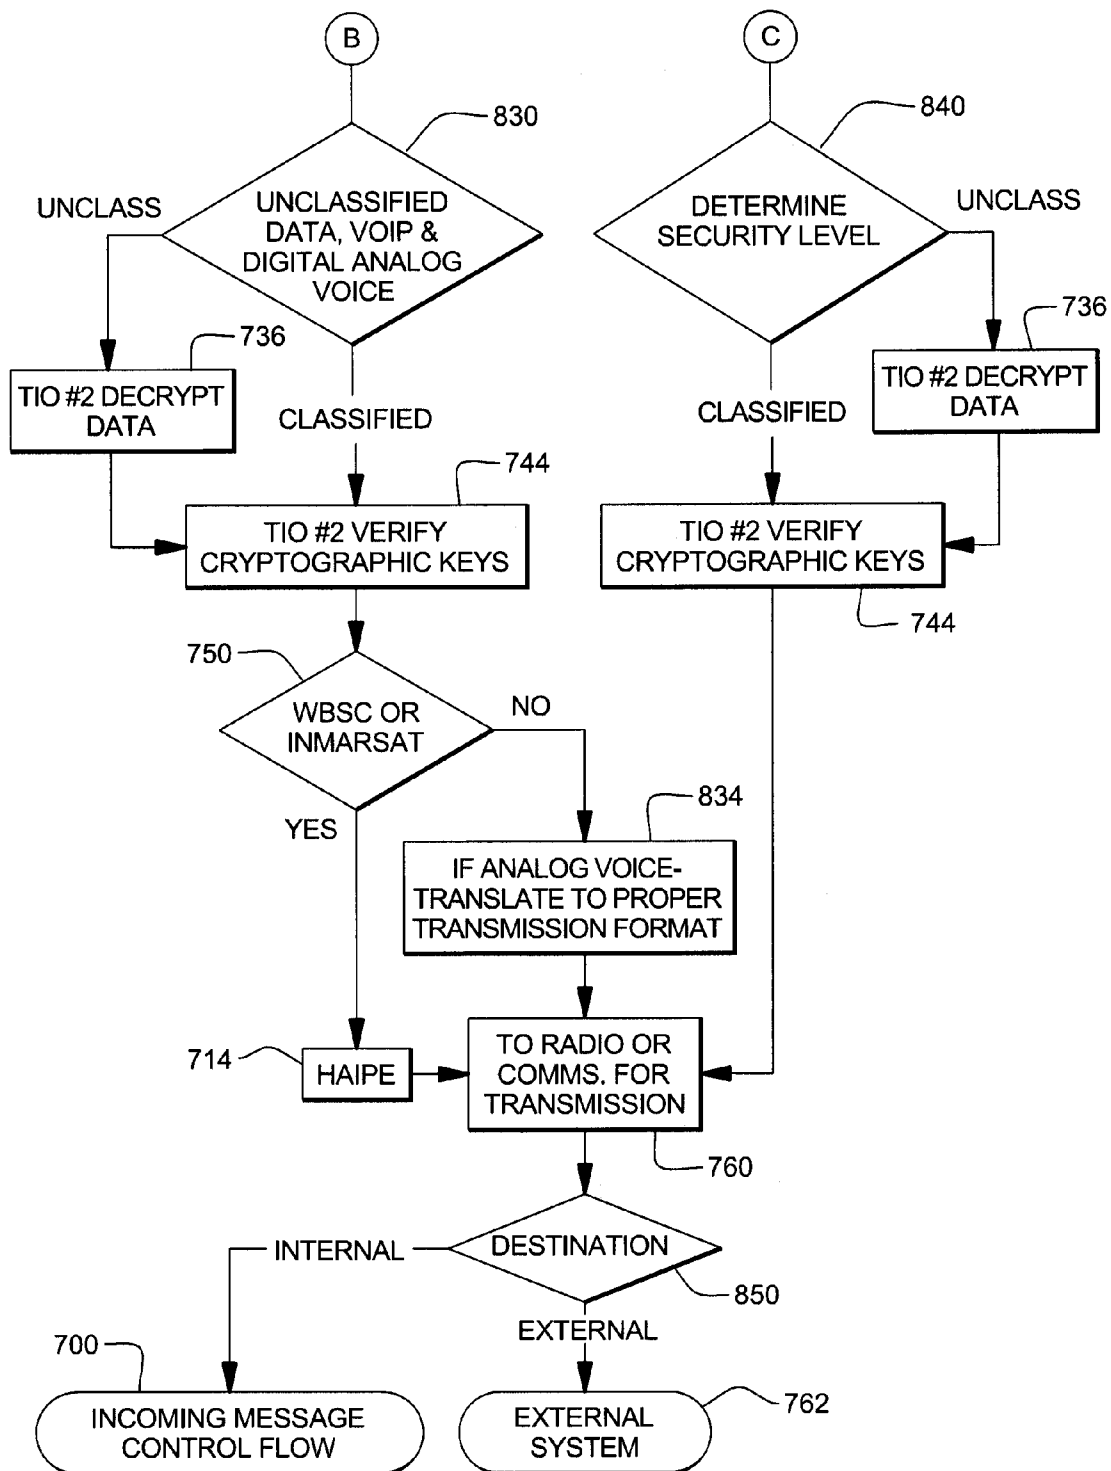 B
C
830
840
UNCLASS
UNCLASSIFIED
DATA, VOIP &
DIGITAL ANALOG
VOICE
DETERMINE
SECURITY LEVEL
UNCLASS
736
TIO #2 DECRYPT
DATA
CLASSIFIED
CLASSIFIED
736
TIO #2 DECRYPT
DATA
744
TIO #2 VERIFY
CRYPTOGRAPHIC KEYS
TIO #2 VERIFY
CRYPTOGRAPHIC KEYS
744
750
WBSC OR
INMARSAT
NO
YES
834
IF ANALOG VOICE-
TRANSLATE TO PROPER
TRANSMISSION FORMAT
714
HAIPE
TO RADIO OR
COMMS. FOR
TRANSMISSION
760
INTERNAL
DESTINATION
850
EXTERNAL
700
INCOMING MESSAGE
CONTROL FLOW
EXTERNAL
SYSTEM
762